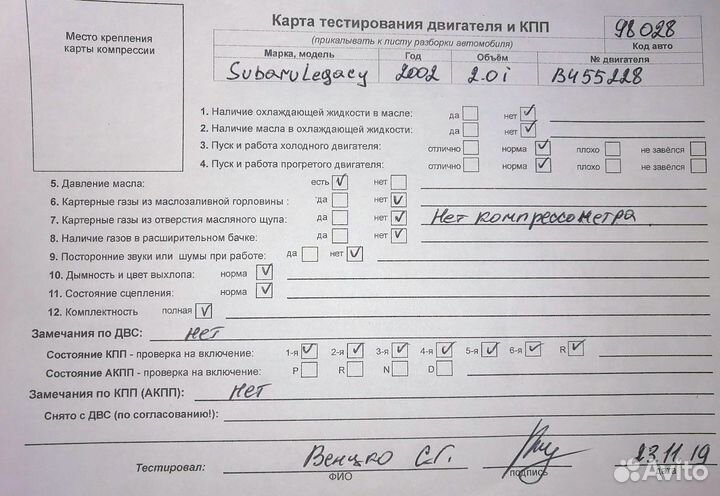 Место крепления
карты компрессии
Карта тестирования двигателя и КПП
(прикалывать к листу разборки автомобиля)
98028
Код авто
Марка, модель Год Объём № двигателя
Subaru Legacy 2002 2.0i B455228
1. Наличие охлаждающей жидкости в масле: да нет ✓
2. Наличие масла в охлаждающей жидкости: да нет ✓
3. Пуск и работа холодного двигателя: отлично норма ✓ плохо не завёлся
4. Пуск и работа прогретого двигателя: отлично норма ✓ плохо не завёлся
5. Давление масла: есть ✓ нет
6. Картерные газы из маслозаливной горловины : да нет ✓
7. Картерные газы из отверстия масляного щупа: да нет ✓ Нет компрессометра
8. Наличие газов в расширительном бачке: да нет ✓
9. Посторонние звуки или шумы при работе: да нет ✓
10. Дымность и цвет выхлопа: норма ✓
11. Состояние сцепления: норма ✓
12. Комплектность полная ✓
Замечания по ДВС: нет
Состояние КПП - проверка на включение: 1-я ✓ 2-я ✓ 3-я ✓ 4-я ✓ 5-я ✓ 6-я ✓ R ✓
Состояние АКПП - проверка на включение: P R N D
Замечания по КПП (АКПП): нет
Снято с ДВС (по согласованию!):
Тестировал: Венцко С.Г. 23.11.19
ФИО подпись дата
Avito